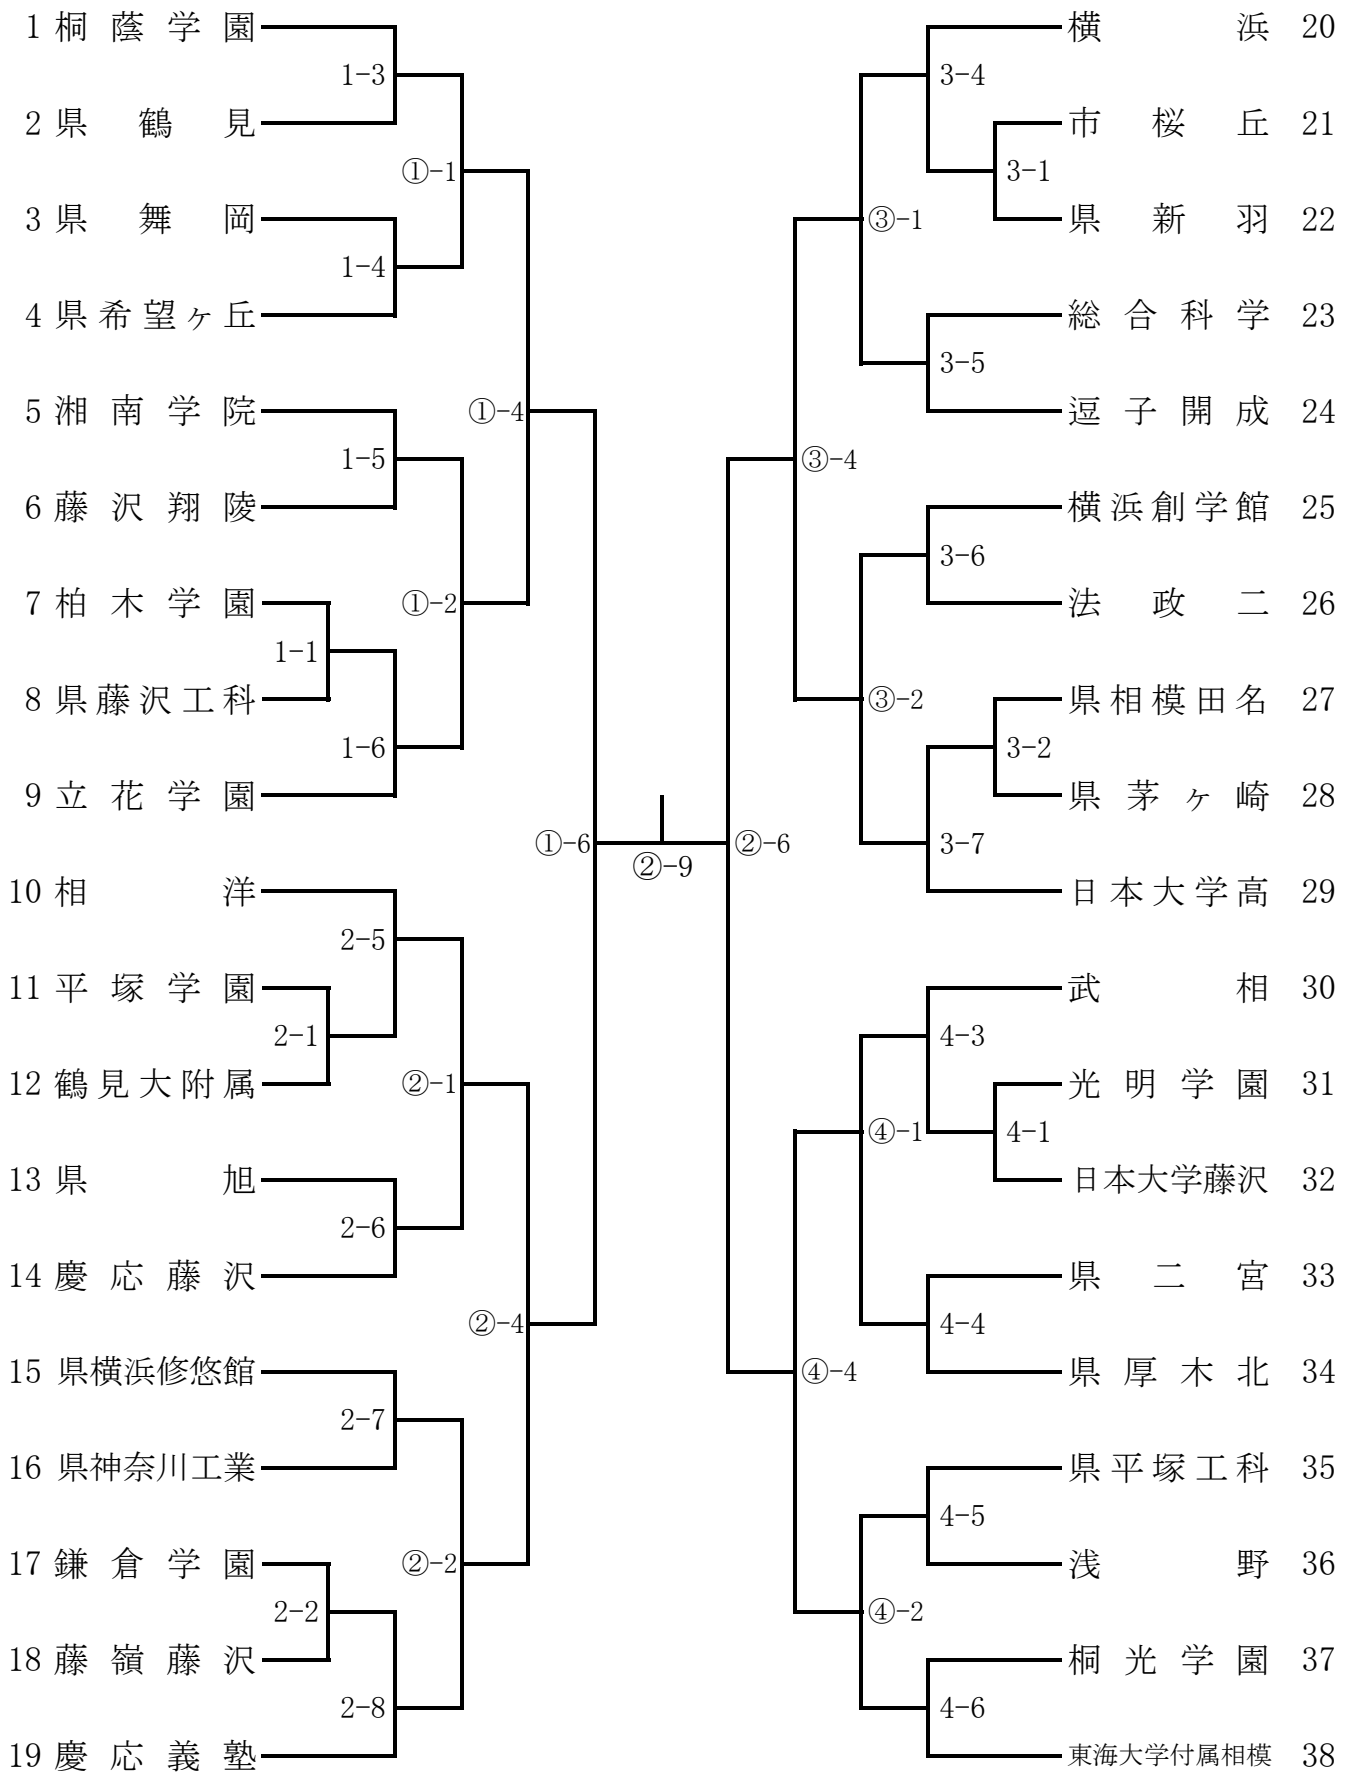 1 桐蔭学園
1-3
2 県鶴見
①-1
3 県舞岡
1-4
4 県希望ヶ丘
①-4
5 湘南学院
1-5
6 藤沢翔陵
①-2
7 柏木学園
1-1
8 県藤沢工科
1-6
9 立花学園
①-6
10 相洋
2-5
11 平塚学園
2-1
12 鶴見大附属
②-1
13 県旭
2-6
14 慶応藤沢
②-4
15 県横浜修悠館
2-7
16 県神奈川工業
②-2
17 鎌倉学園
2-2
18 藤嶺藤沢
2-8
19 慶応義塾
②-9
横浜 20
3-4
市桜丘 21
3-1
県新羽 22
③-1
総合科学 23
3-5
逗子開成 24
③-4
横浜創学館 25
3-6
法政二 26
③-2
県相模田名 27
3-2
県茅ヶ崎 28
3-7
日本大学高 29
②-6
武相 30
4-3
光明学園 31
4-1
日本大学藤沢 32
④-1
県二宮 33
4-4
県厚木北 34
④-4
県平塚工科 35
4-5
浅野 36
④-2
桐光学園 37
4-6
東海大学付属相模 38